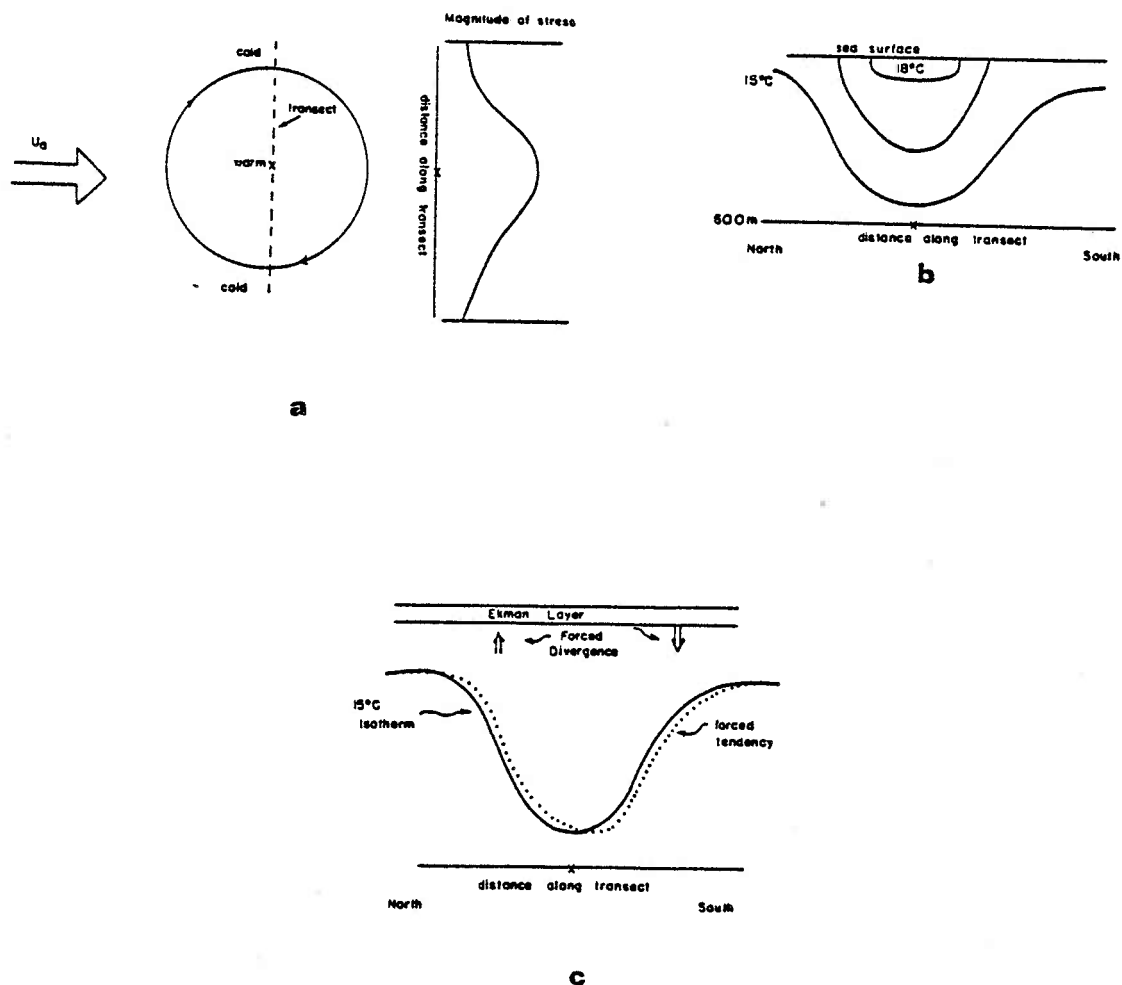 Magnitude of stress
cold
transect
warm
cold
Ua
distance along transect
a
sea surface
18°C
15°C
600m
distance along transect
North
South
b
Ekman Layer
Forced
Divergence
15°C
Isotherm
forced
tendency
distance along transect
North
South
c